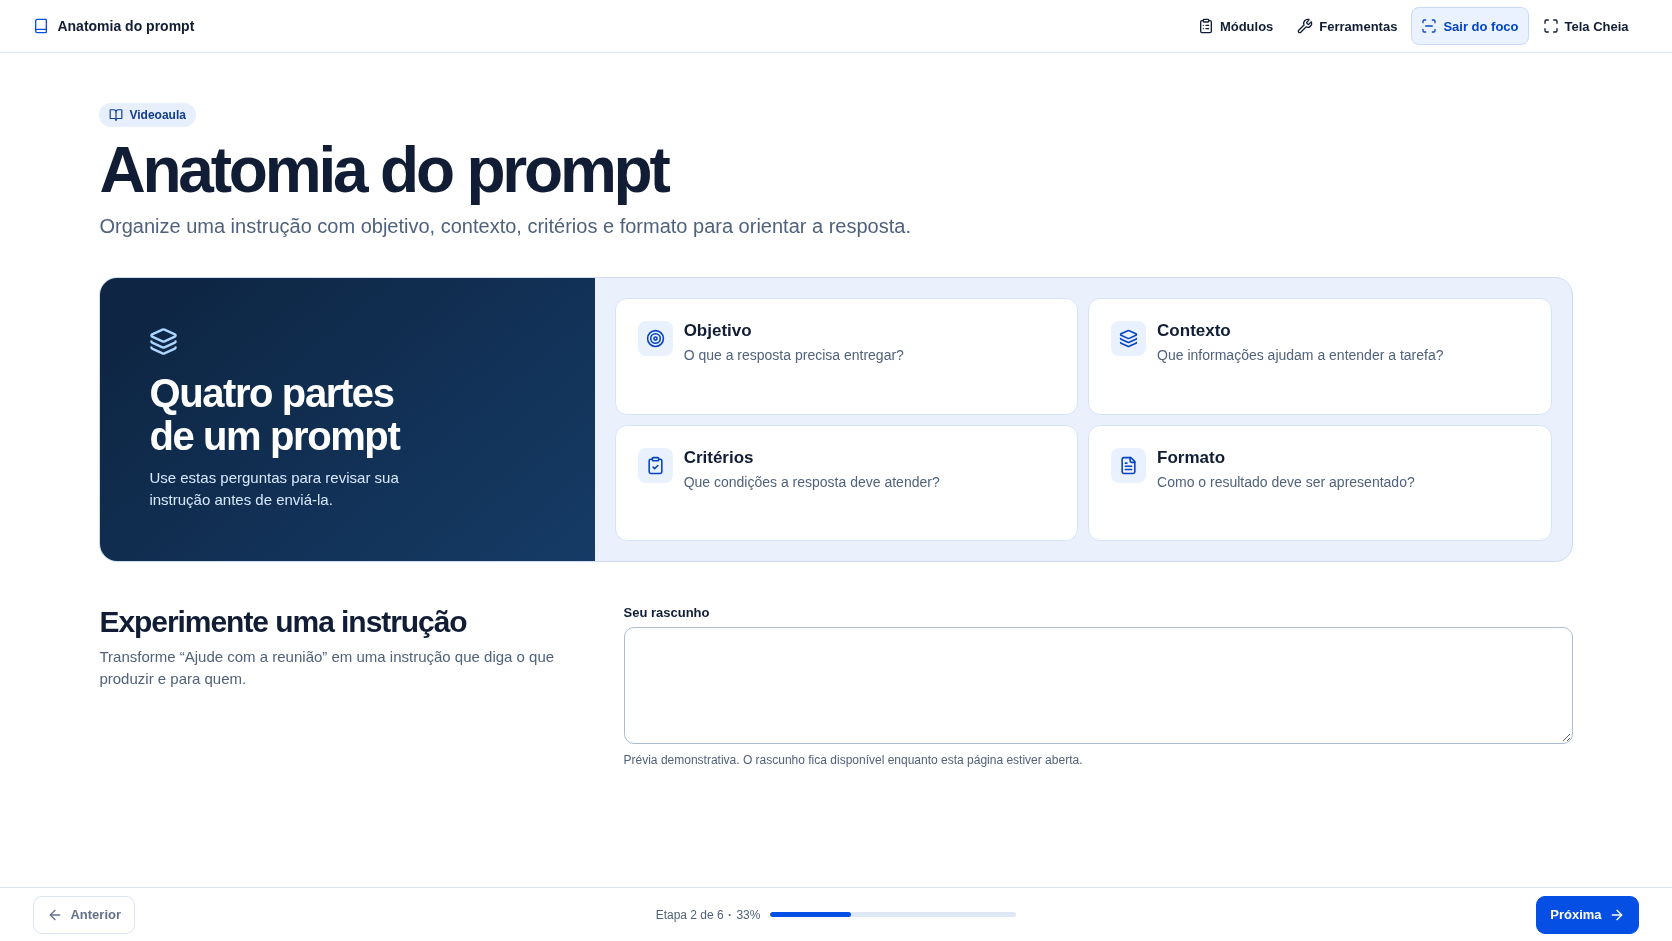 Anatomia do prompt
Módulos
Ferramentas
Sair do foco
Tela Cheia
Videoaula
Anatomia do prompt
Organize uma instrução com objetivo, contexto, critérios e formato para orientar a resposta.
Quatro partes
de um prompt
Use estas perguntas para revisar sua
instrução antes de enviá-la.
Objetivo
O que a resposta precisa entregar?
Contexto
Que informações ajudam a entender a tarefa?
Critérios
Que condições a resposta deve atender?
Formato
Como o resultado deve ser apresentado?
Experimente uma instrução
Transforme “Ajude com a reunião” em uma instrução que diga o que
produzir e para quem.
Seu rascunho
Prévia demonstrativa. O rascunho fica disponível enquanto esta página estiver aberta.
Anterior
Etapa 2 de 6 · 33%
Próxima